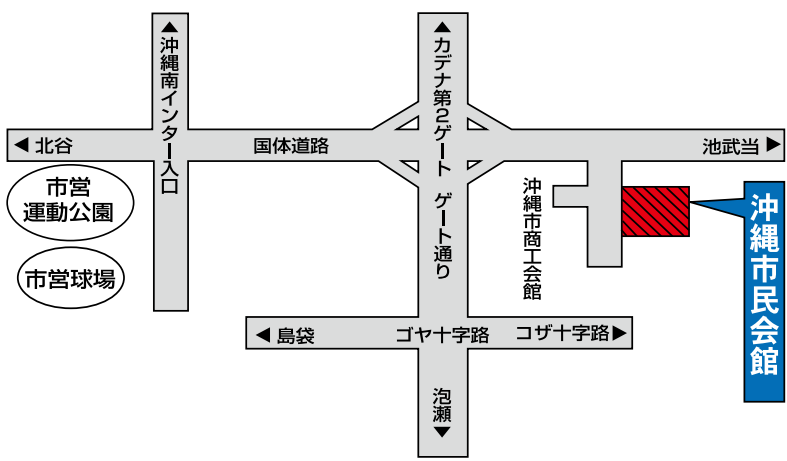 ▲沖縄南インター入口
▲カデナ第2ゲート
◀北谷
国体道路
池武当▶
市営
運動公園
市営球場
ゲート通り
沖縄市商工会館
沖縄市民会館
◀島袋
ゴヤ十字路
コザ十字路▶
泡瀬▼